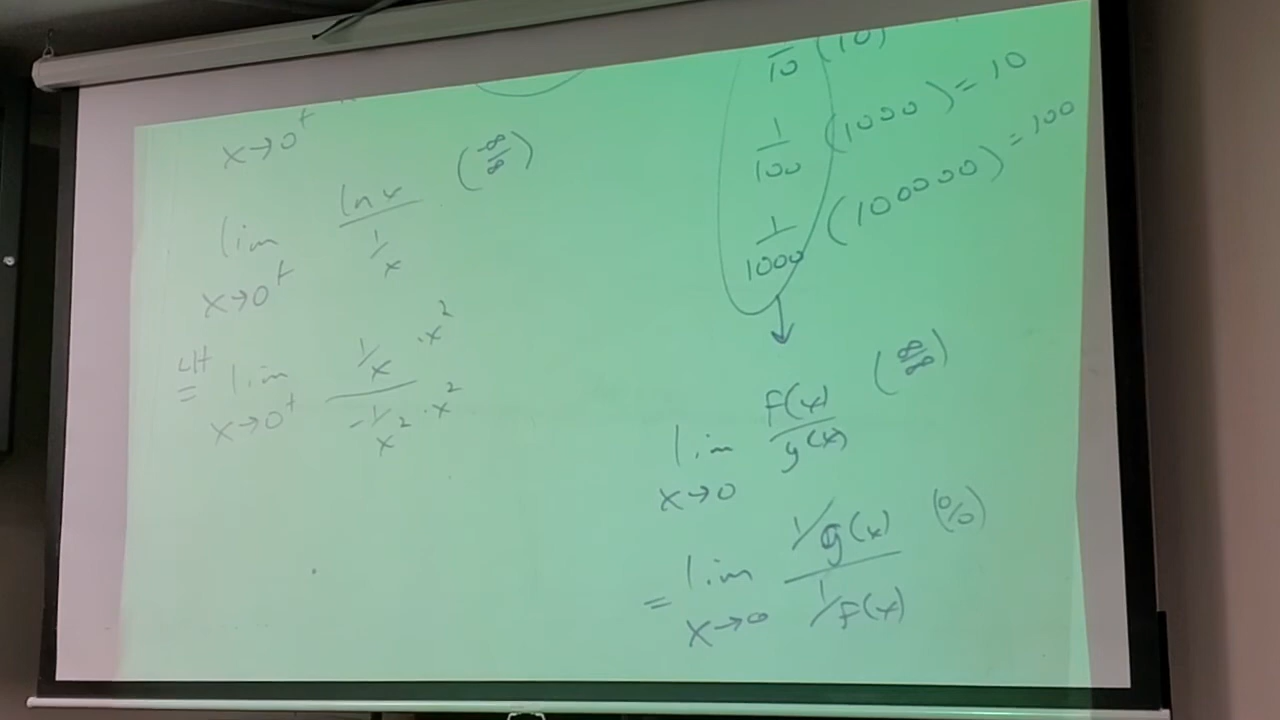 x→0⁺
lim ln x / (1/x) (-∞/∞)
x→0⁺
LH
= lim (1/x · x²) / (-1/x² · x²)
x→0⁺
/10 (10)
1/100 (1000) = 10
1/1000 (100000) = 100
lim f(x)/g(x) (∞/∞)
x→0
= lim (1/g(x)) / (1/f(x)) (0/0)
x→0